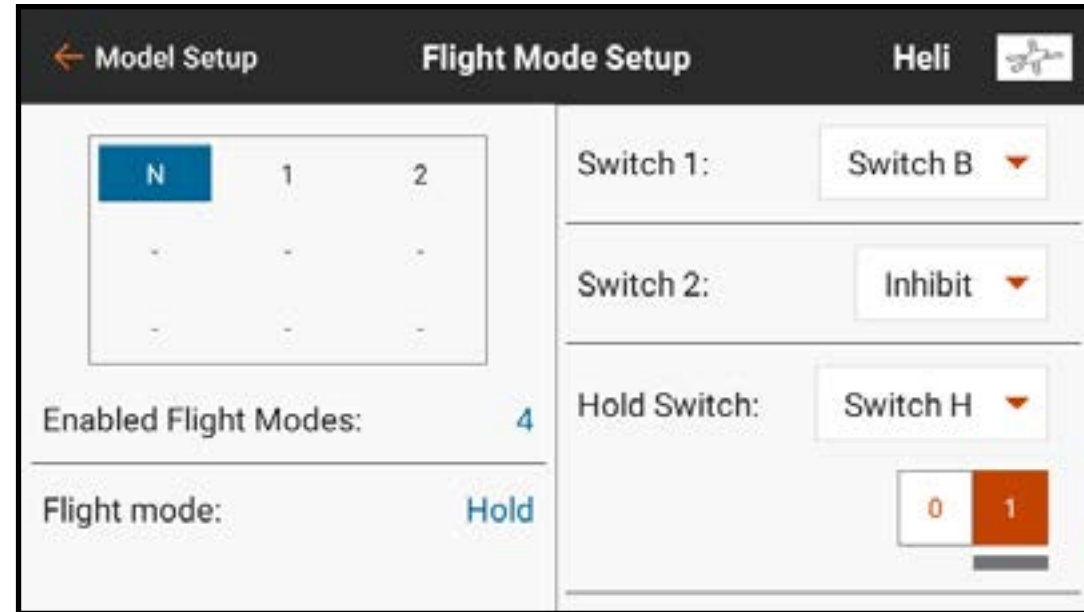 Model Setup
Flight Mode Setup
Heli
N 1 2
- - -
- - -
Enabled Flight Modes: 4
Flight mode: Hold
Switch 1: Switch B
Switch 2: Inhibit
Hold Switch: Switch H
0 1